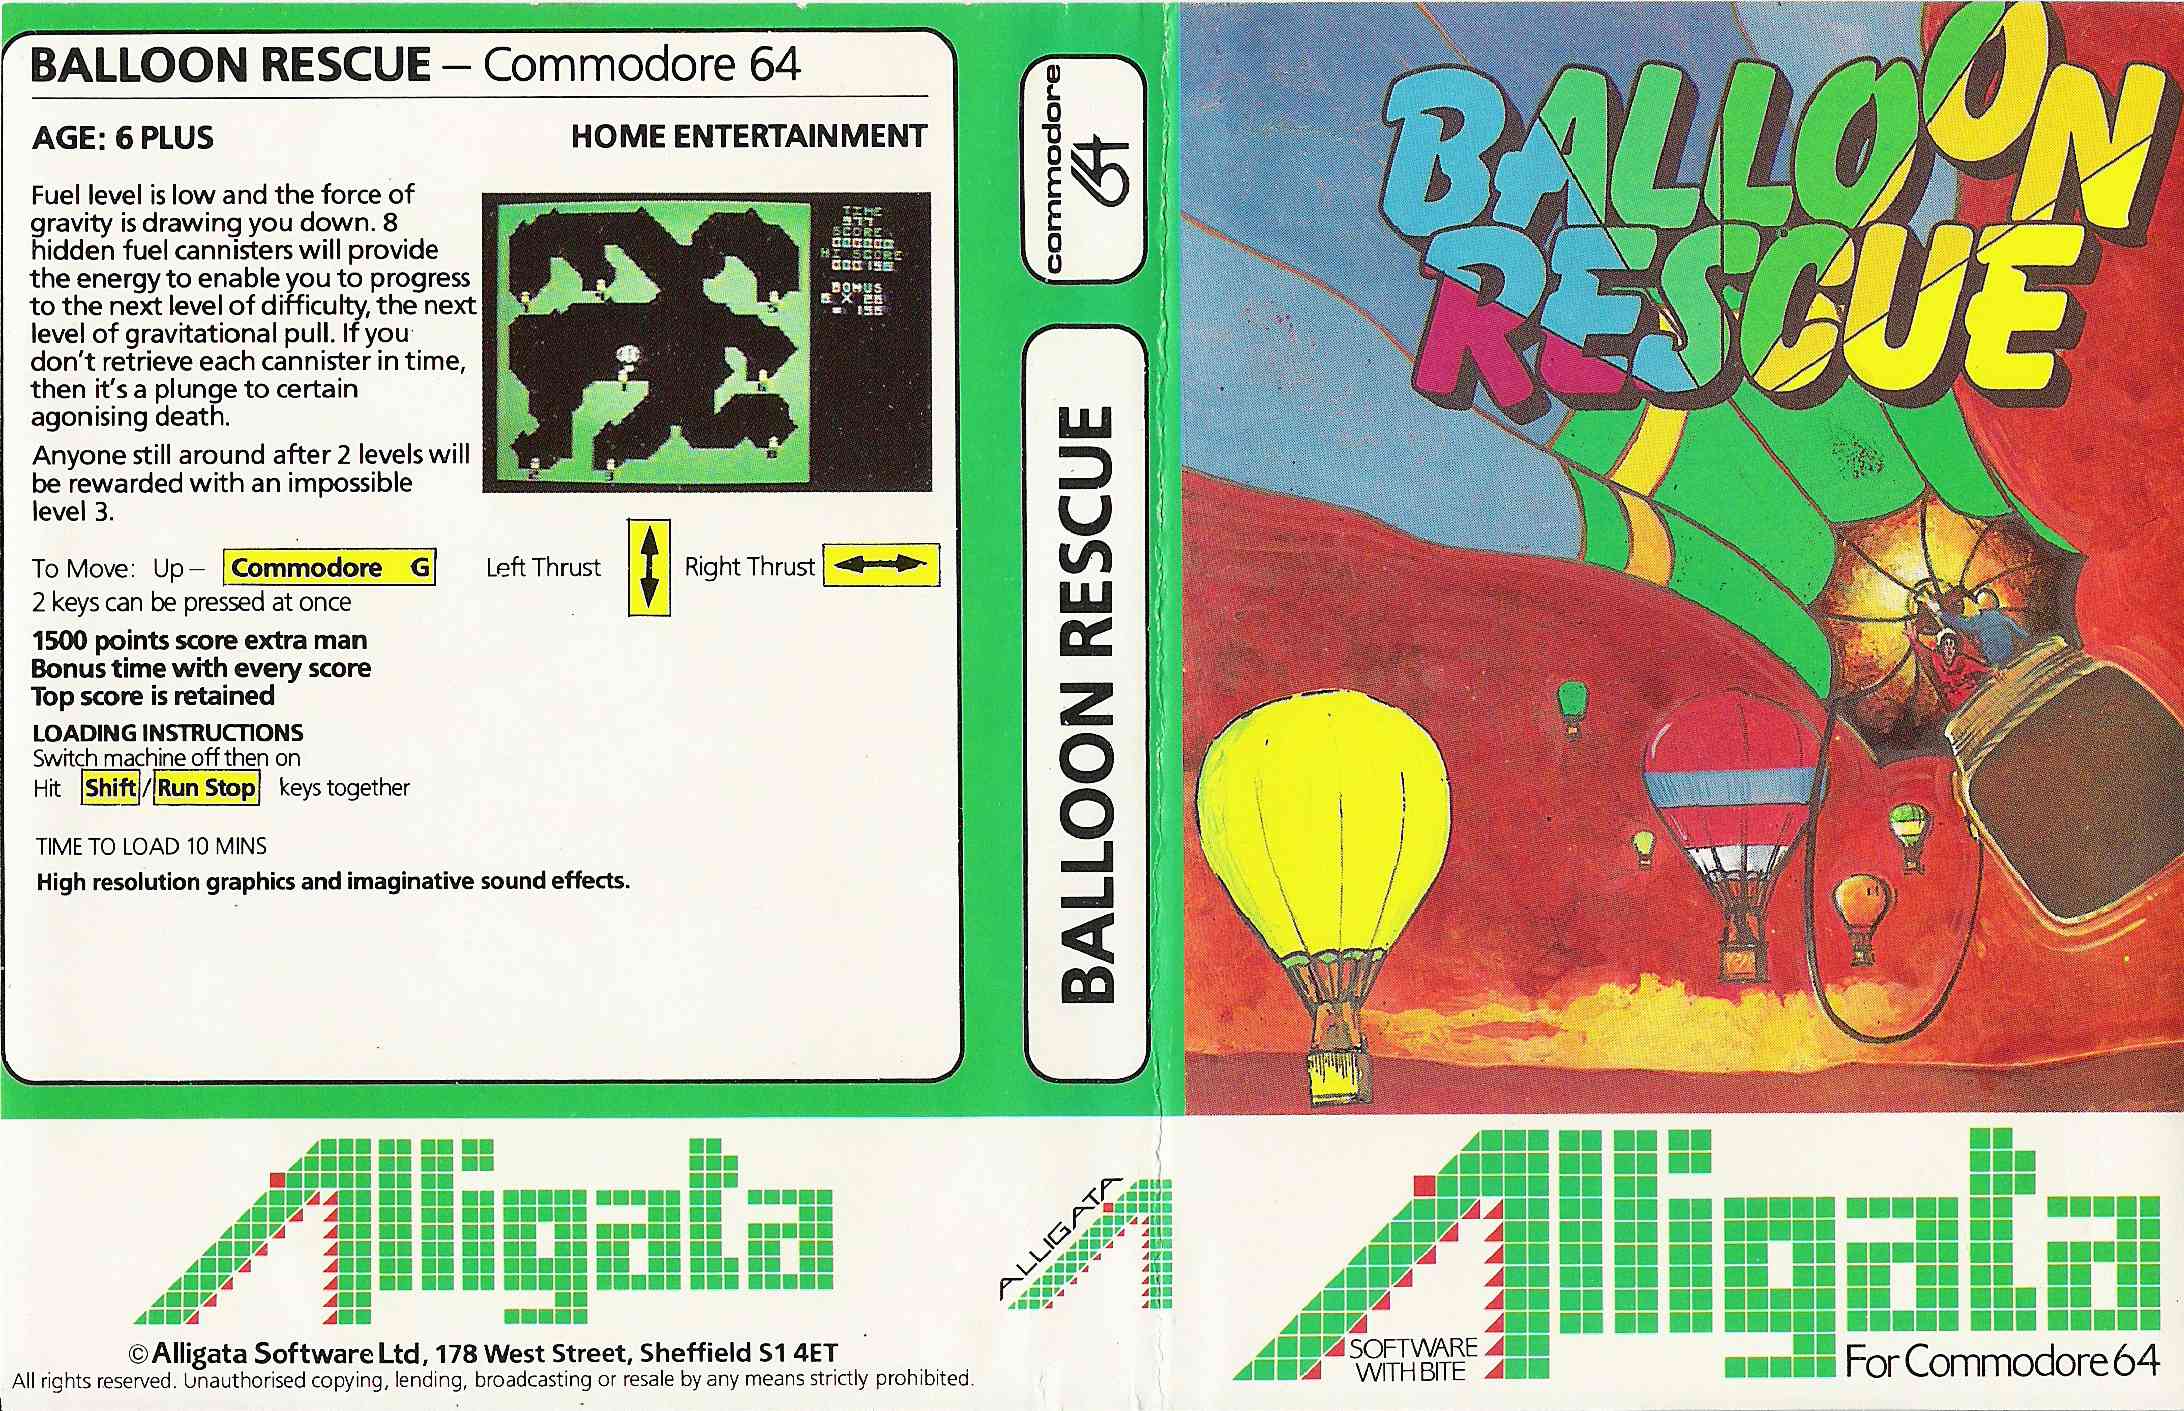 BALLOON RESCUE – Commodore 64
AGE: 6 PLUS
HOME ENTERTAINMENT
Fuel level is low and the force of
gravity is drawing you down. 8
hidden fuel cannisters will provide
the energy to enable you to progress
to the next level of difficulty, the next
level of gravitational pull. If you
don't retrieve each cannister in time,
then it's a plunge to certain
agonising death.
Anyone still around after 2 levels will
be rewarded with an impossible
level 3.
TIME
977
SCORE
000000
HI SCORE
BONUS
To Move: Up – Commodore G Left Thrust Right Thrust
2 keys can be pressed at once
1500 points score extra man
Bonus time with every score
Top score is retained
LOADING INSTRUCTIONS
Switch machine off then on
Hit Shift/Run Stop keys together
TIME TO LOAD 10 MINS
High resolution graphics and imaginative sound effects.
Alligata
© Alligata Software Ltd, 178 West Street, Sheffield S1 4ET
All rights reserved. Unauthorised copying, lending, broadcasting or resale by any means strictly prohibited.
commodore
64
BALLOON RESCUE
ALLIGATA
BALLOON
RESCUE
Alligata
SOFTWARE
WITH BITE
For Commodore 64